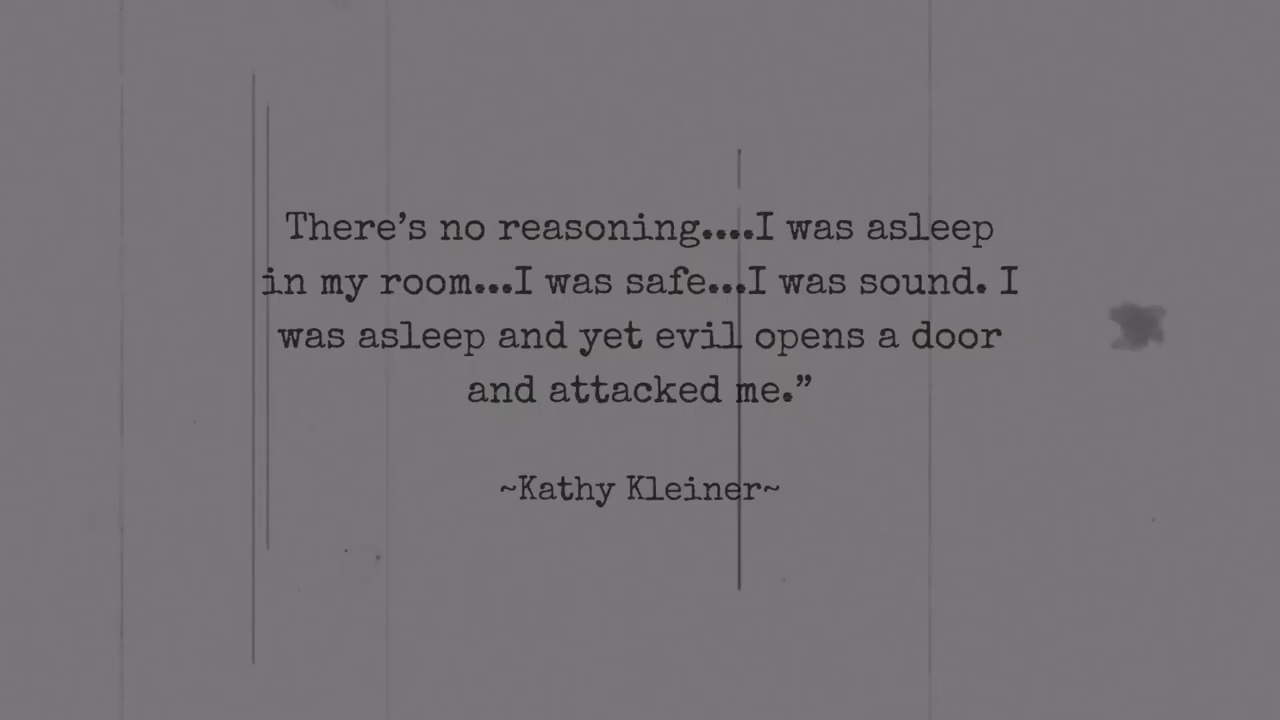 There’s no reasoning....I was asleep
in my room...I was safe...I was sound. I
was asleep and yet evil opens a door
and attacked me.”
~Kathy Kleiner~